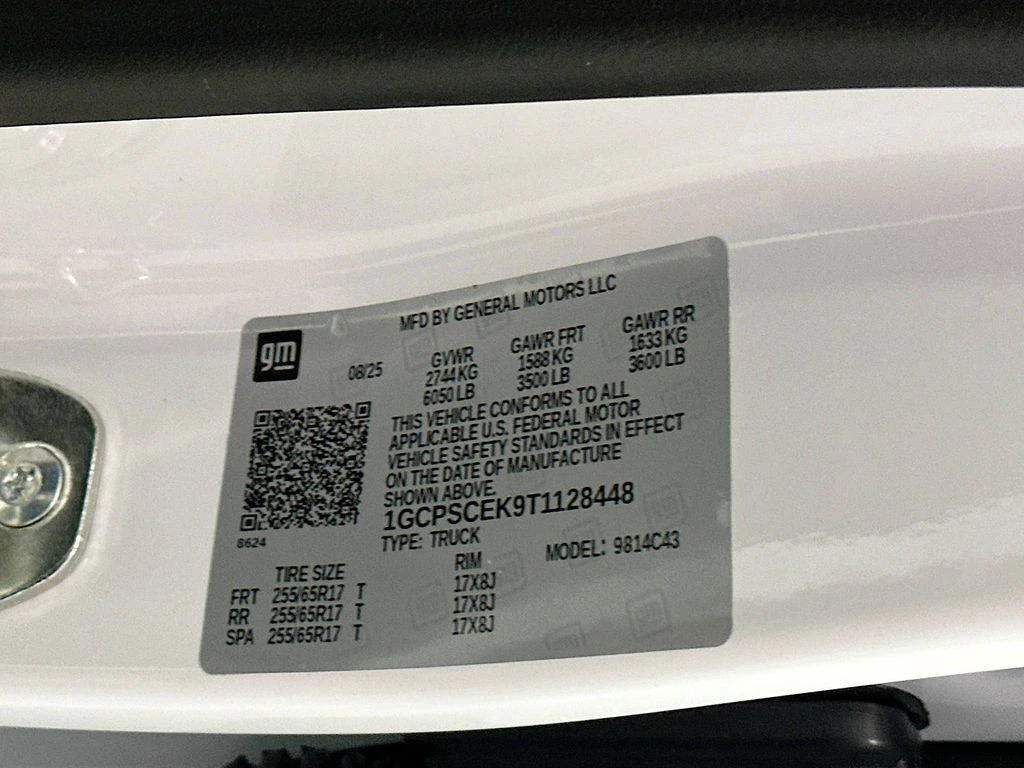 MFD BY GENERAL MOTORS LLC
gm
08/25 GVWR GAWR FRT GAWR RR
2744 KG 1588 KG 1633 KG
6050 LB 3500 LB 3600 LB
THIS VEHICLE CONFORMS TO ALL
APPLICABLE U.S. FEDERAL MOTOR
VEHICLE SAFETY STANDARDS IN EFFECT
ON THE DATE OF MANUFACTURE
SHOWN ABOVE.
1GCPSCEK9T1128448
8624
TYPE: TRUCK MODEL: 9814C43
TIRE SIZE RIM
FRT 255/65R17 T 17X8J
RR 255/65R17 T 17X8J
SPA 255/65R17 T 17X8J